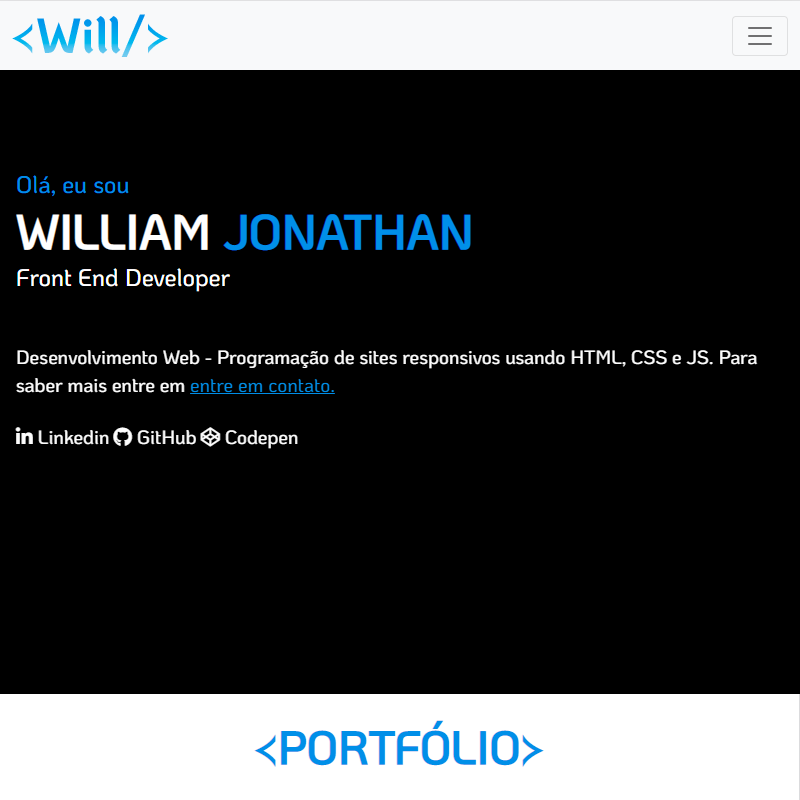 <Will/>
Olá, eu sou
WILLIAM JONATHAN
Front End Developer
Desenvolvimento Web - Programação de sites responsivos usando HTML, CSS e JS. Para
saber mais entre em entre em contato.
Linkedin GitHub Codepen
<PORTFÓLIO>